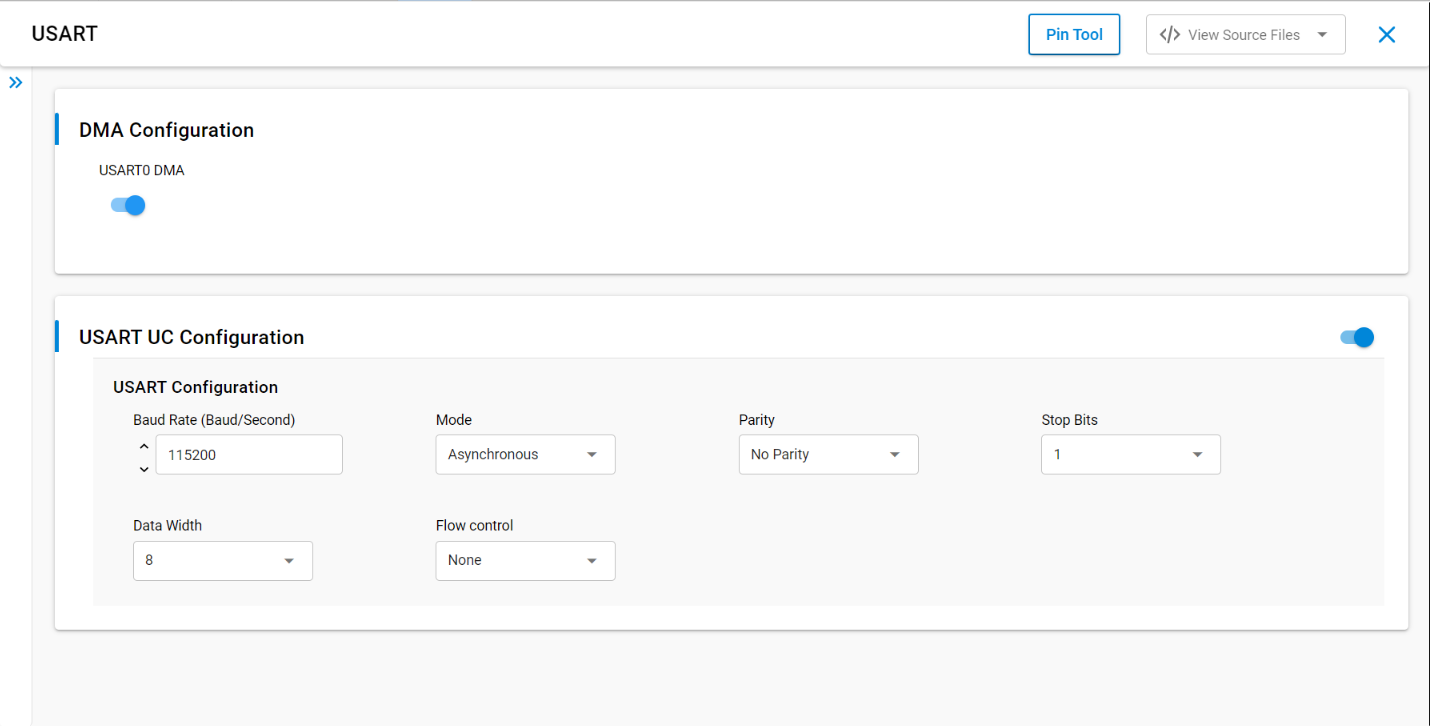 USART
Pin Tool
</> View Source Files
DMA Configuration
USART0 DMA
USART UC Configuration
USART Configuration
Baud Rate (Baud/Second)
Mode
Parity
Stop Bits
115200
Asynchronous
No Parity
1
Data Width
Flow control
8
None